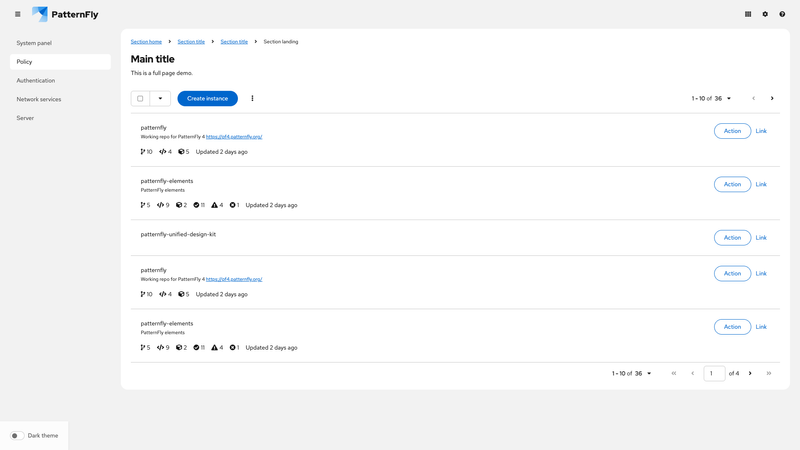 PatternFly
System panel
Policy
Authentication
Network services
Server
Section home Section title Section title Section landing
Main title
This is a full page demo.
Create instance 1 - 10 of 36
patternfly Action Link
Working repo for PatternFly 4 https://pf4.patternfly.org/
10 4 5 Updated 2 days ago
patternfly-elements Action Link
PatternFly elements
5 9 2 11 4 1 Updated 2 days ago
patternfly-unified-design-kit Action Link
patternfly Action Link
Working repo for PatternFly 4 https://pf4.patternfly.org/
10 4 5 Updated 2 days ago
patternfly-elements Action Link
PatternFly elements
5 9 2 11 4 1 Updated 2 days ago
1 - 10 of 36 1 of 4
Dark theme